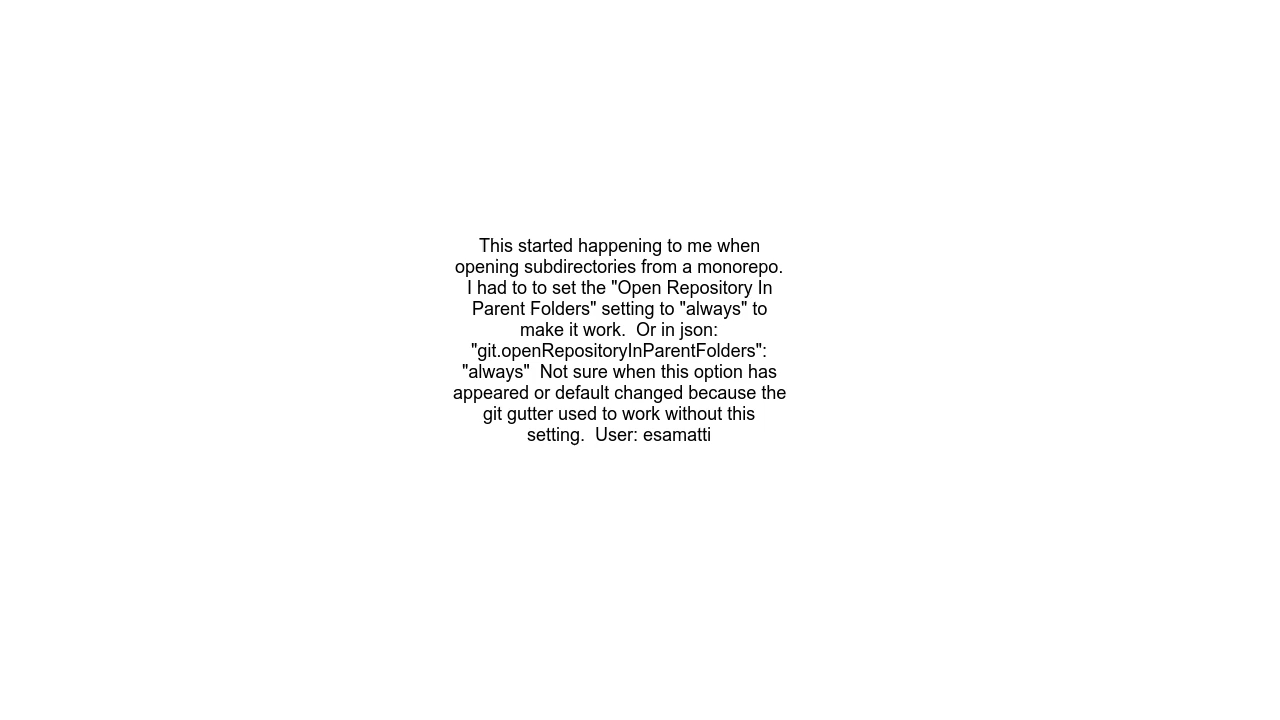 This started happening to me when
opening subdirectories from a monorepo.
I had to to set the "Open Repository In
Parent Folders" setting to "always" to
make it work.  Or in json:
"git.openRepositoryInParentFolders":
"always"  Not sure when this option has
appeared or default changed because the
git gutter used to work without this
setting.  User: esamatti